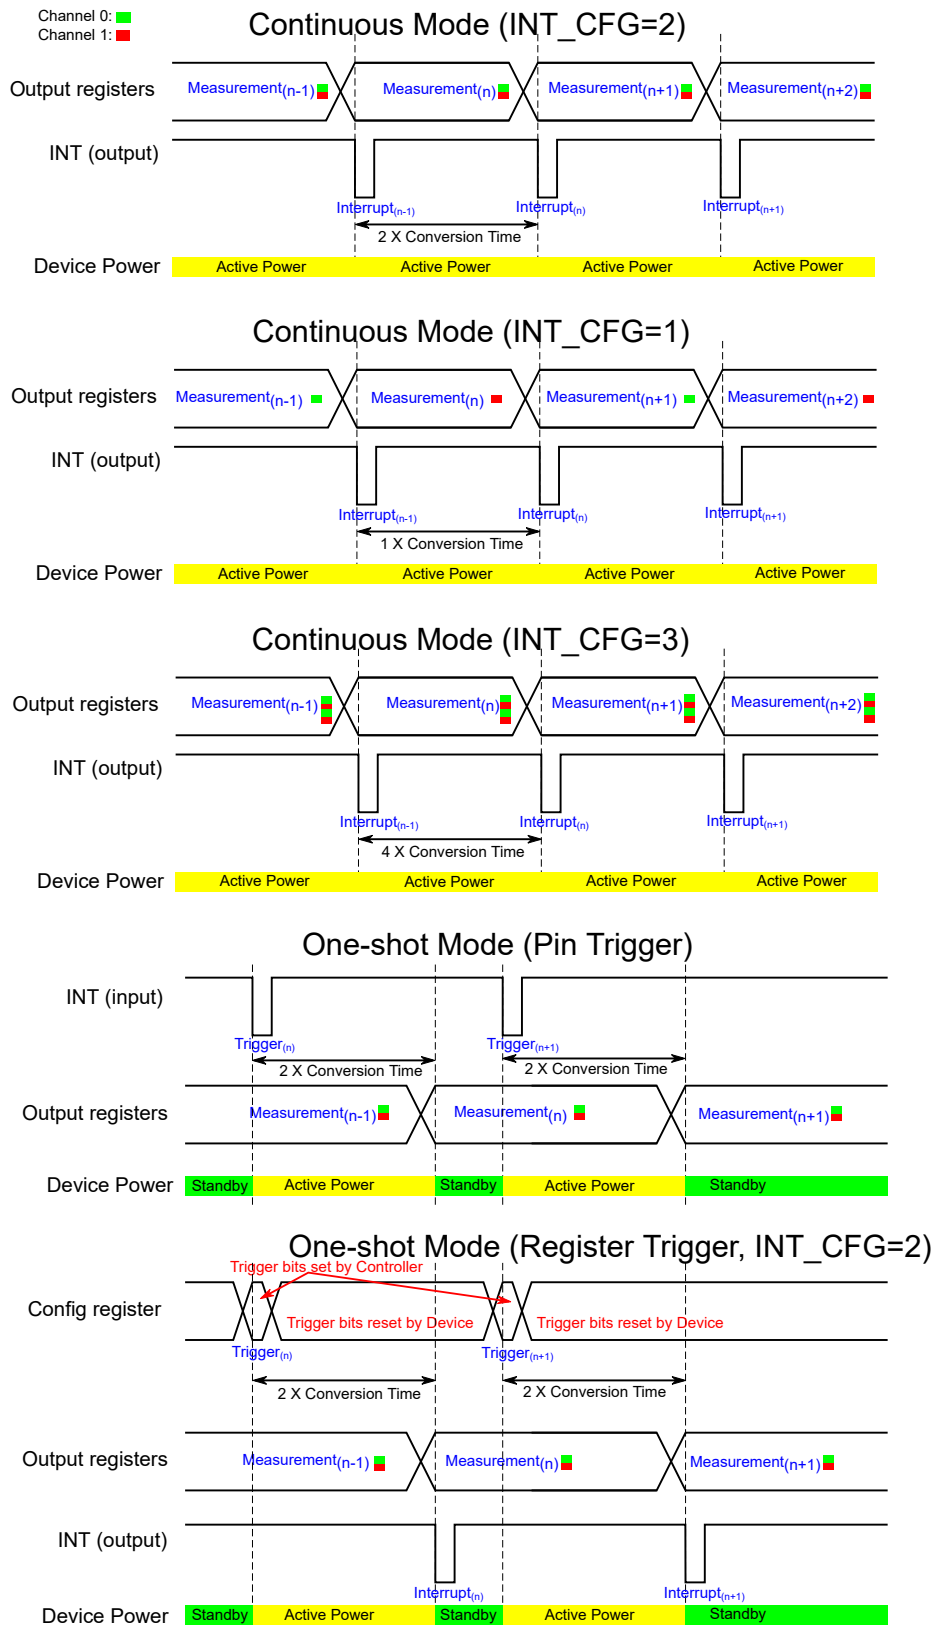 Channel 0:
Channel 1:
Continuous Mode (INT_CFG=2)
Output registers
Measurement(n-1)
Measurement(n)
Measurement(n+1)
Measurement(n+2)
INT (output)
Interrupt(n-1)
Interrupt(n)
Interrupt(n+1)
2 X Conversion Time
Device Power
Active Power
Active Power
Active Power
Active Power
Continuous Mode (INT_CFG=1)
Output registers
Measurement(n-1)
Measurement(n)
Measurement(n+1)
Measurement(n+2)
INT (output)
Interrupt(n-1)
Interrupt(n)
Interrupt(n+1)
1 X Conversion Time
Device Power
Active Power
Active Power
Active Power
Active Power
Continuous Mode (INT_CFG=3)
Output registers
Measurement(n-1)
Measurement(n)
Measurement(n+1)
Measurement(n+2)
INT (output)
Interrupt(n-1)
Interrupt(n)
Interrupt(n+1)
4 X Conversion Time
Device Power
Active Power
Active Power
Active Power
Active Power
One-shot Mode (Pin Trigger)
INT (input)
Trigger(n)
Trigger(n+1)
2 X Conversion Time
2 X Conversion Time
Output registers
Measurement(n-1)
Measurement(n)
Measurement(n+1)
Device Power
Standby
Active Power
Standby
Active Power
Standby
One-shot Mode (Register Trigger, INT_CFG=2)
Trigger bits set by Controller
Config register
Trigger bits reset by Device
Trigger bits reset by Device
Trigger(n)
Trigger(n+1)
2 X Conversion Time
2 X Conversion Time
Output registers
Measurement(n-1)
Measurement(n)
Measurement(n+1)
INT (output)
Interrupt(n)
Interrupt(n+1)
Device Power
Standby
Active Power
Standby
Active Power
Standby